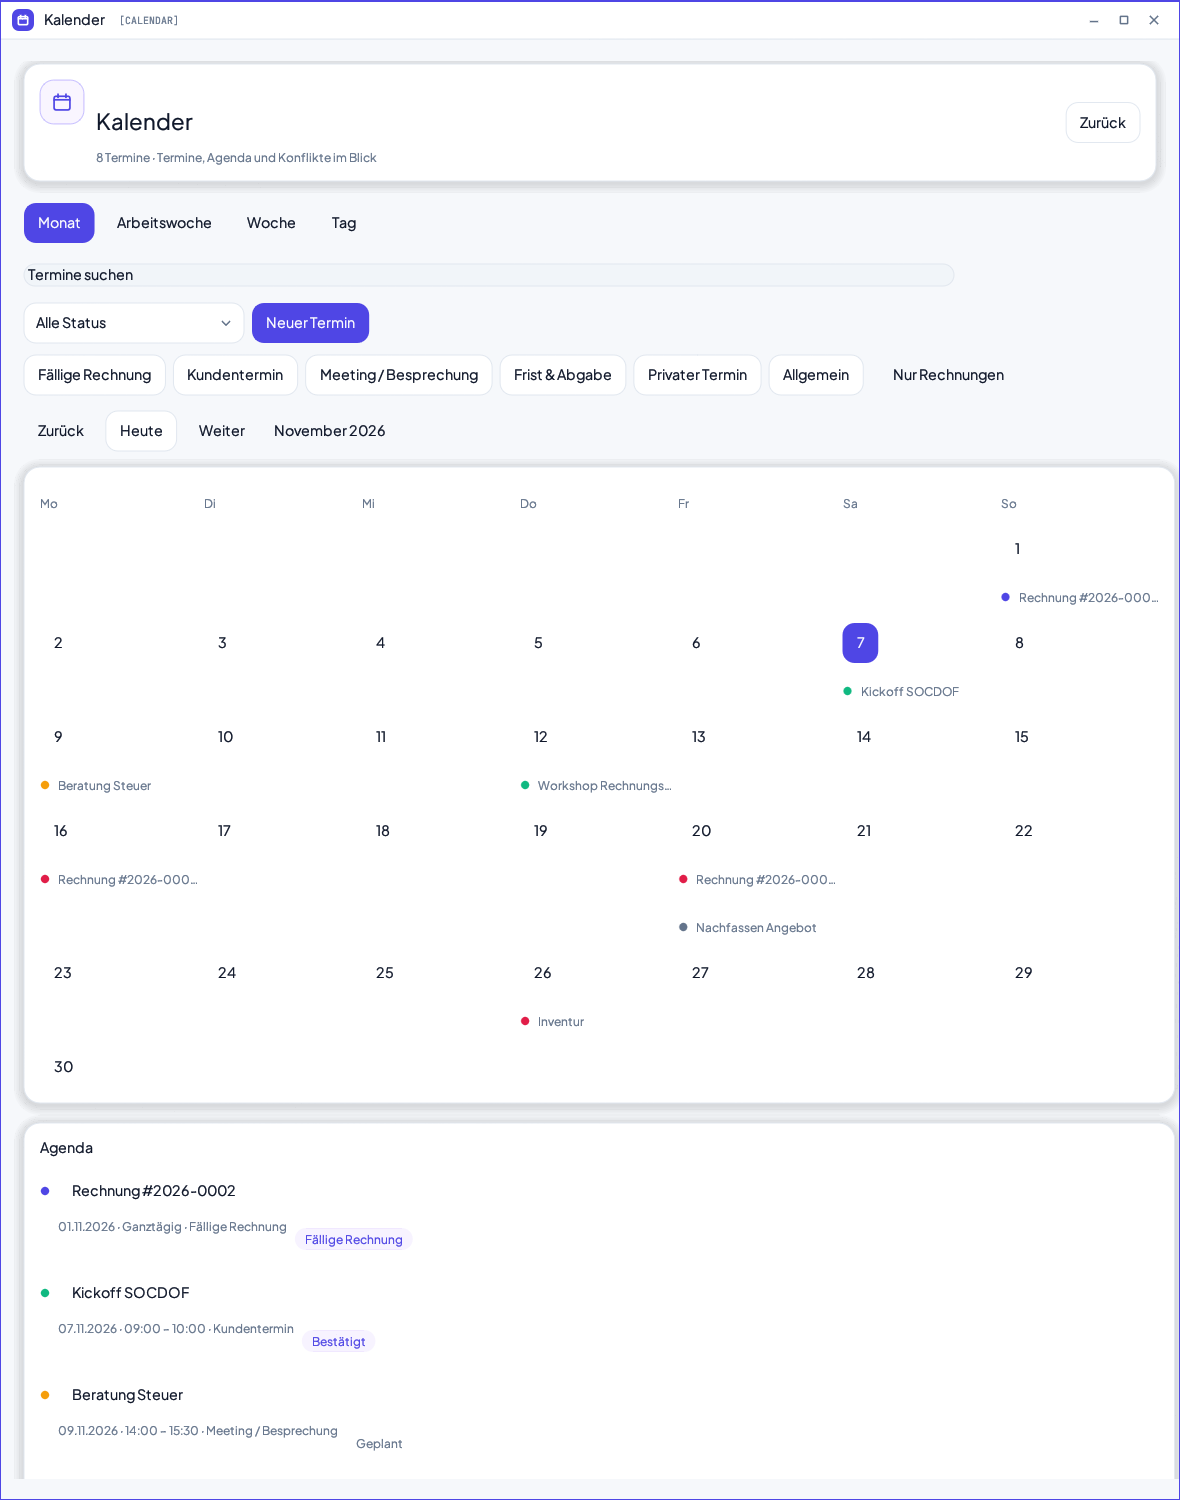 Kalender [CALENDAR]
Kalender
Zurück
8 Termine · Termine, Agenda und Konflikte im Blick
Monat Arbeitswoche Woche Tag
Termine suchen
Alle Status Neuer Termin
Fällige Rechnung Kundentermin Meeting / Besprechung Frist & Abgabe Privater Termin Allgemein Nur Rechnungen
Zurück Heute Weiter November 2026
Mo Di Mi Do Fr Sa So
1
Rechnung #2026-000…
2 3 4 5 6 7 8
Kickoff SOCDOF
9 10 11 12 13 14 15
Beratung Steuer Workshop Rechnungs…
16 17 18 19 20 21 22
Rechnung #2026-000… Rechnung #2026-000…
Nachfassen Angebot
23 24 25 26 27 28 29
Inventur
30
Agenda
Rechnung #2026-0002
01.11.2026 · Ganztägig · Fällige Rechnung
Fällige Rechnung
Kickoff SOCDOF
07.11.2026 · 09:00 – 10:00 · Kundentermin
Bestätigt
Beratung Steuer
09.11.2026 · 14:00 – 15:30 · Meeting / Besprechung
Geplant